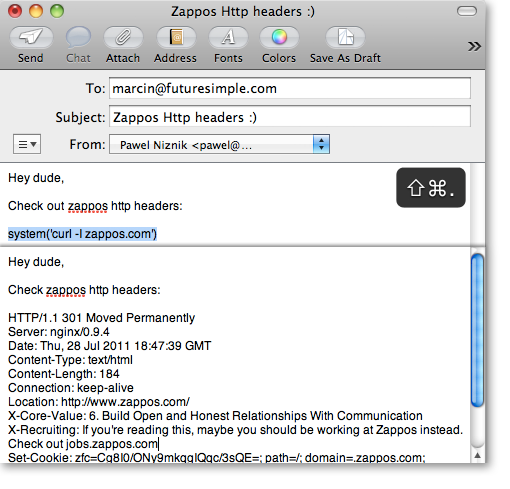 Zappos Http headers :)
Send Chat Attach Address Fonts Colors Save As Draft »
To: marcin@futuresimple.com
Subject: Zappos Http headers :)
From: Pawel Niznik <pawel@...
⇧⌘.
Hey dude,
Check out zappos http headers:
system('curl -I zappos.com')
Hey dude,
Check zappos http headers:
HTTP/1.1 301 Moved Permanently
Server: nginx/0.9.4
Date: Thu, 28 Jul 2011 18:47:39 GMT
Content-Type: text/html
Content-Length: 184
Connection: keep-alive
Location: http://www.zappos.com/
X-Core-Value: 6. Build Open and Honest Relationships With Communication
X-Recruiting: If you're reading this, maybe you should be working at Zappos instead.
Check out jobs.zappos.com
Set-Cookie: path=/; domain=.zappos.com;